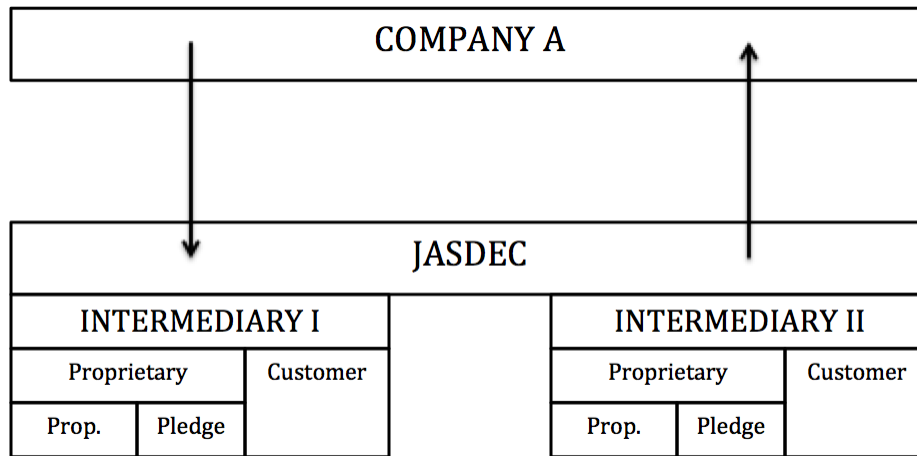 COMPANY A
JASDEC
INTERMEDIARY I
INTERMEDIARY II
Proprietary
Customer
Proprietary
Customer
Prop.
Pledge
Prop.
Pledge